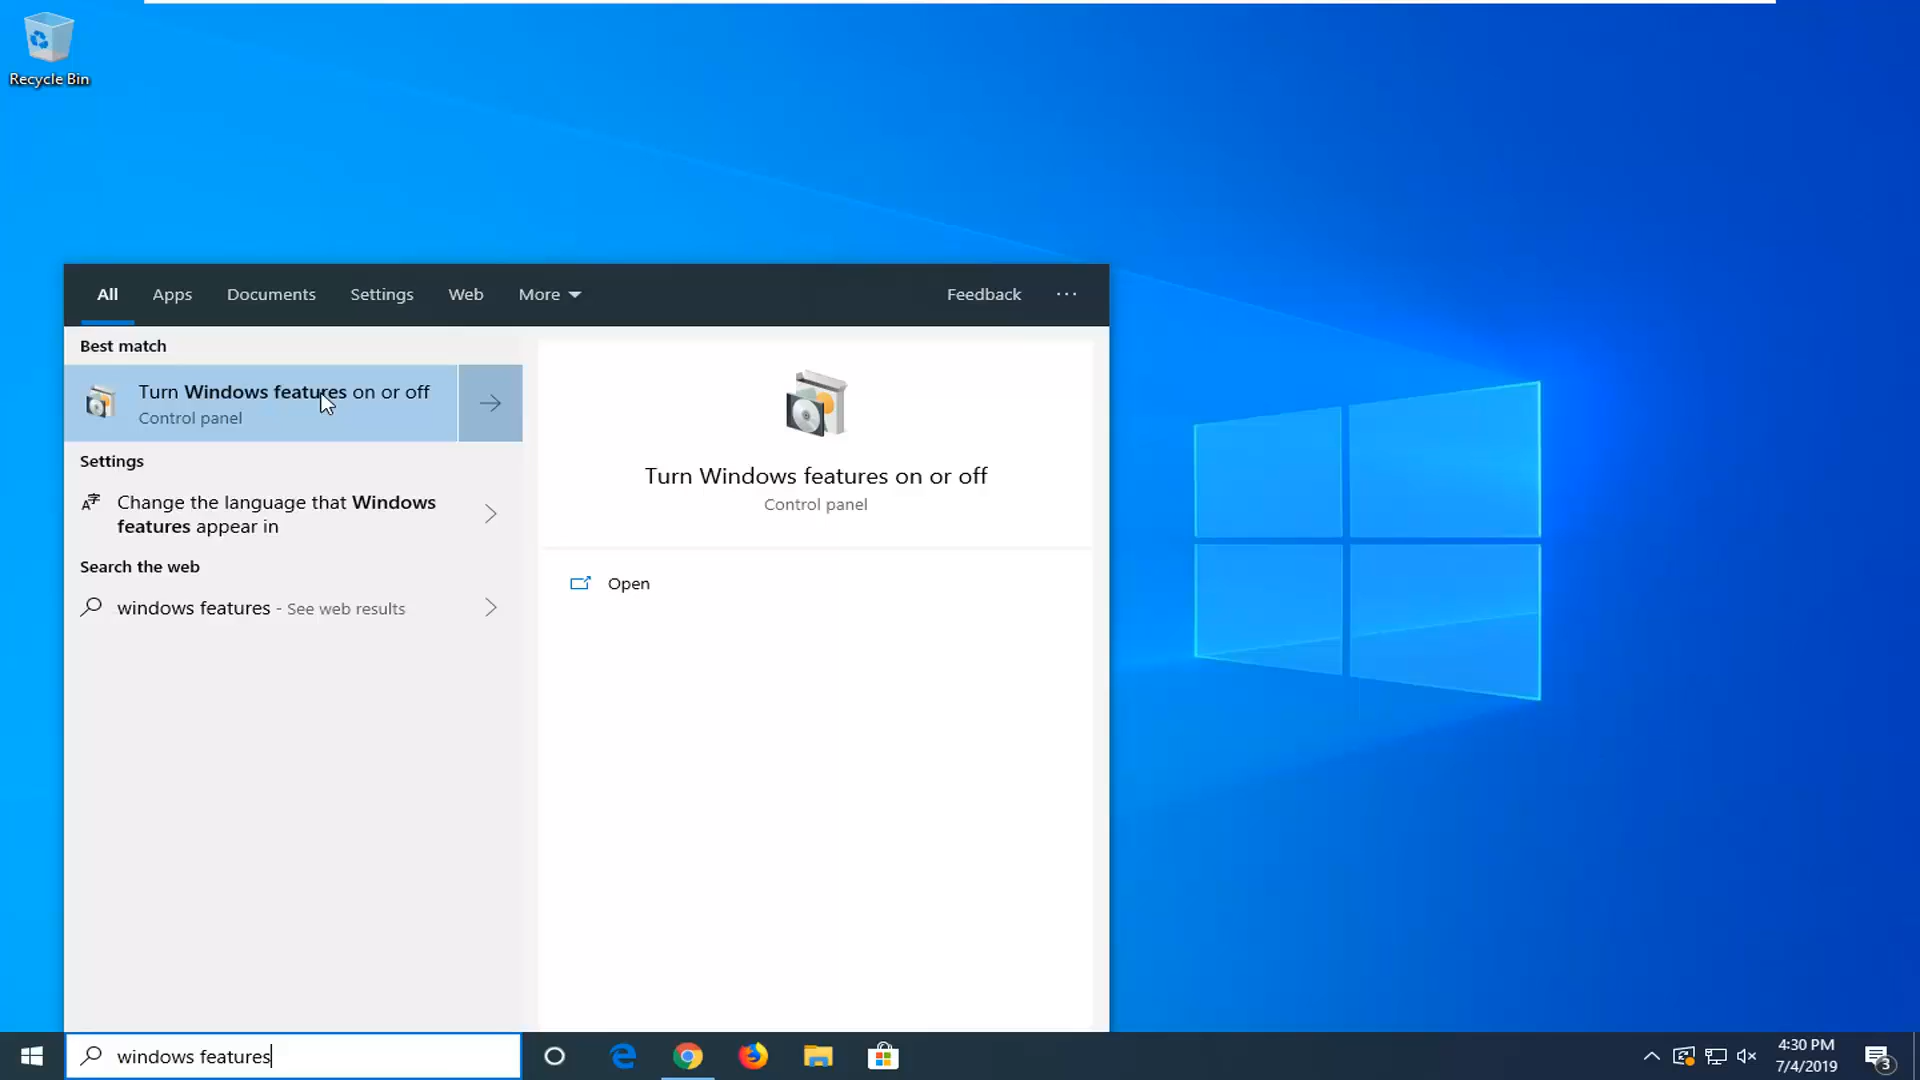 Recycle Bin
All Apps Documents Settings Web More Feedback ···
Best match
Turn Windows features on or off
Control panel
Settings
Change the language that Windows
features appear in
Search the web
windows features - See web results
Turn Windows features on or off
Control panel
Open
windows features
4:30 PM
7/4/2019
3